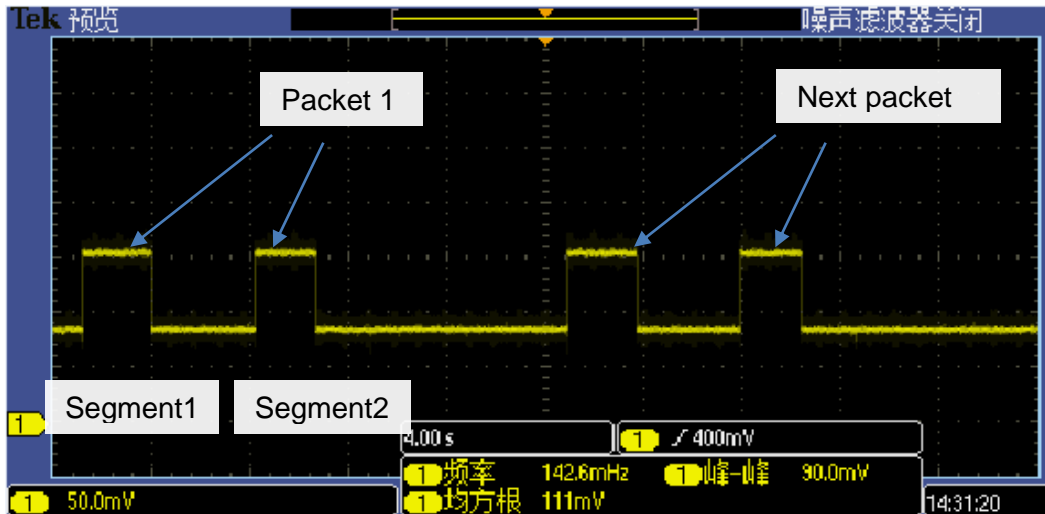 Tek 预览
噪声滤波器关闭
Packet 1
Next packet
Segment1
Segment2
1
4.00 s
1 / 400mV
1 频率 142.6mHz
1 峰-峰 90.0mV
1 均方根 111mV
1 50.0mV
14:31:20